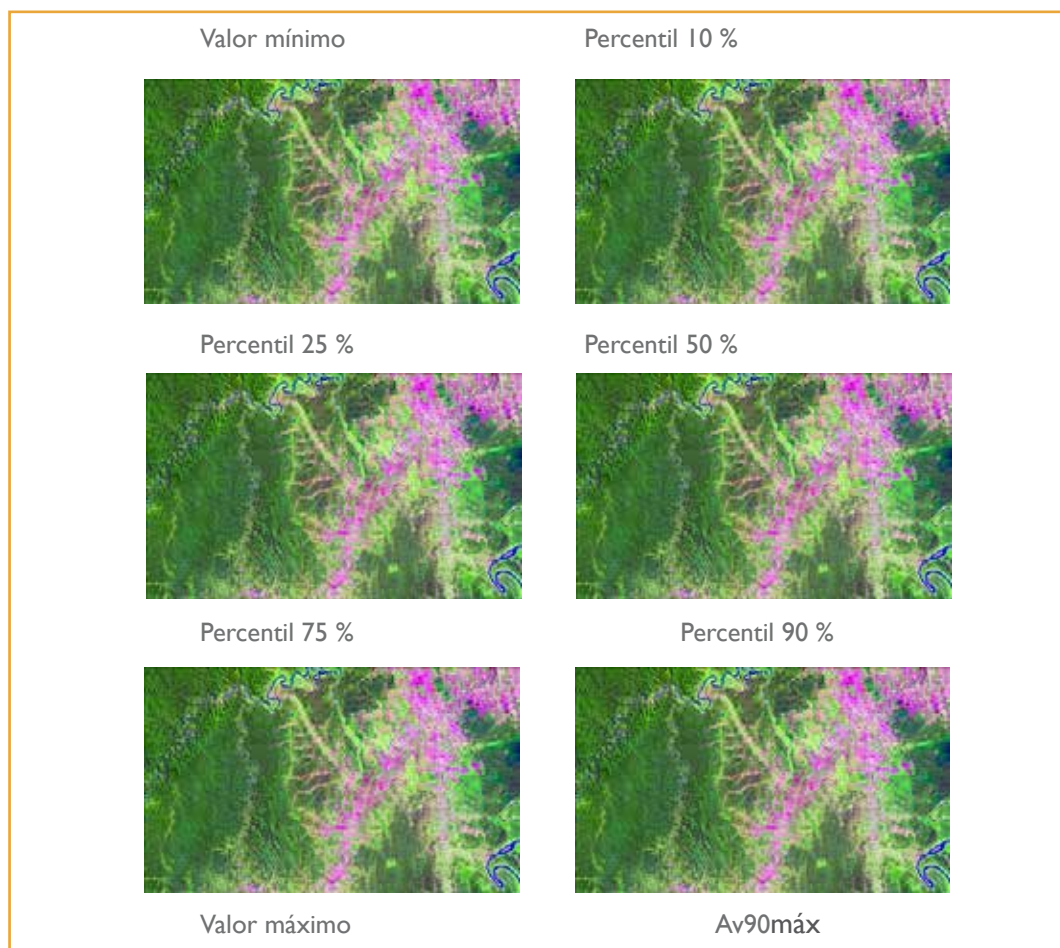 Valor mínimo
Percentil 10 %
Percentil 25 %
Percentil 50 %
Percentil 75 %
Percentil 90 %
Valor máximo
Av90máx